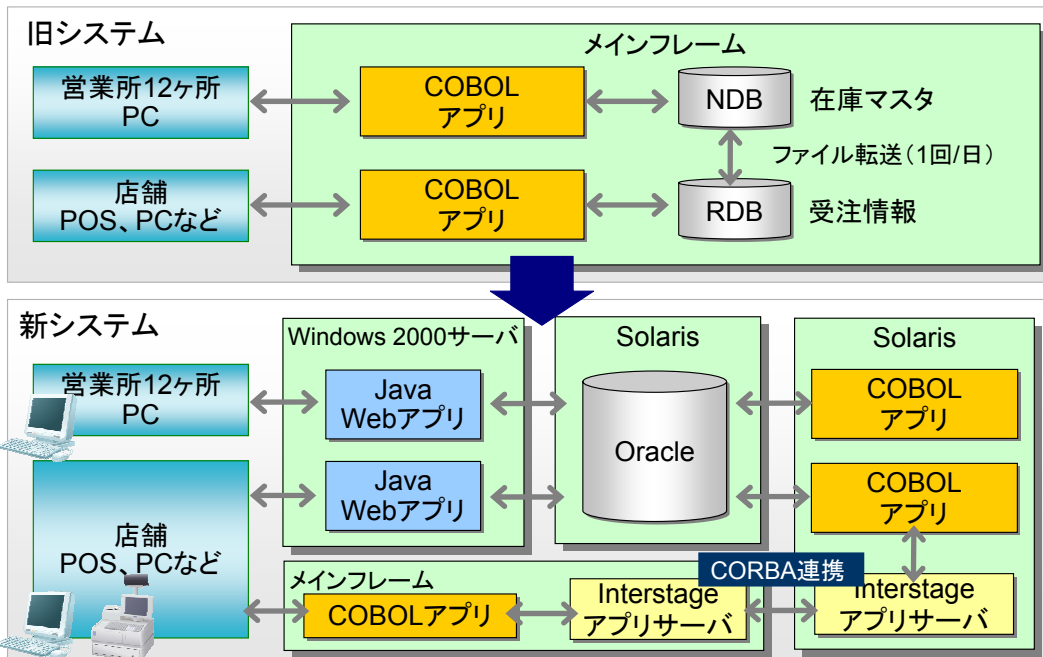 旧システム
メインフレーム
営業所12ヶ所
PC
COBOL
アプリ
NDB
在庫マスタ
ファイル転送（1回/日）
店舗
POS、PCなど
COBOL
アプリ
RDB
受注情報
新システム
Windows 2000サーバ
Solaris
Solaris
営業所12ヶ所
PC
Java
Webアプリ
Oracle
COBOL
アプリ
Java
Webアプリ
COBOL
アプリ
店舗
POS、PCなど
CORBA連携
メインフレーム
COBOLアプリ
Interstage
アプリサーバ
Interstage
アプリサーバ